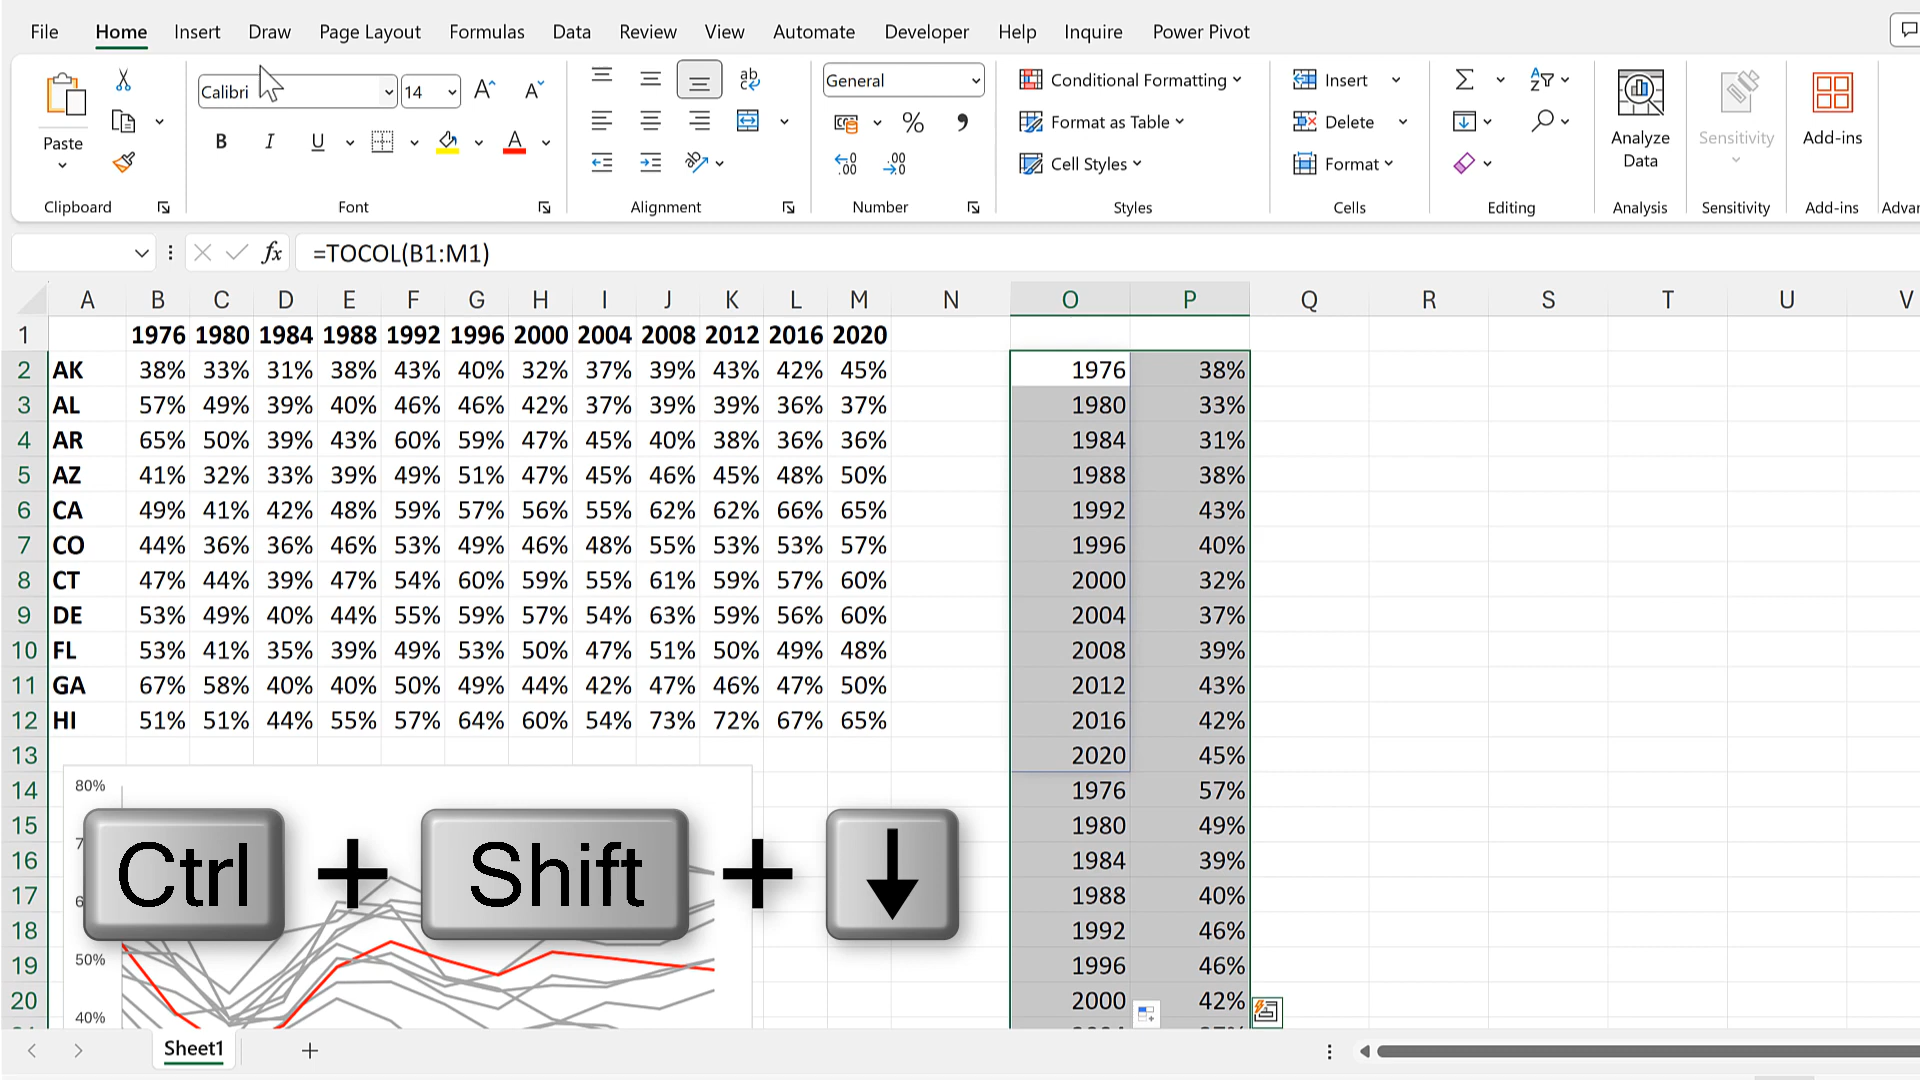 File Home Insert Draw Page Layout Formulas Data Review View Automate Developer Help Inquire Power Pivot
Paste
Clipboard
Calibri 14
B I U A
Font
ab
Alignment
General
% 9
Number
Conditional Formatting
Format as Table
Cell Styles
Styles
Insert
Delete
Format
Cells
Editing
Analyze
Data
Analysis
Sensitivity
Sensitivity
Add-ins
Add-ins
fx =TOCOL(B1:M1)
A B C D E F G H I J K L M N O P Q R S T U V
1 1976 1980 1984 1988 1992 1996 2000 2004 2008 2012 2016 2020
2 AK 38% 33% 31% 38% 43% 40% 32% 37% 39% 43% 42% 45% 1976 38%
3 AL 57% 49% 39% 40% 46% 46% 42% 37% 39% 39% 36% 37% 1980 33%
4 AR 65% 50% 39% 43% 60% 59% 47% 45% 40% 38% 36% 36% 1984 31%
5 AZ 41% 32% 33% 39% 49% 51% 47% 45% 46% 45% 48% 50% 1988 38%
6 CA 49% 41% 42% 48% 59% 57% 56% 55% 62% 62% 66% 65% 1992 43%
7 CO 44% 36% 36% 46% 53% 49% 46% 48% 55% 53% 53% 57% 1996 40%
8 CT 47% 44% 39% 47% 54% 60% 59% 55% 61% 59% 57% 60% 2000 32%
9 DE 53% 49% 40% 44% 55% 59% 57% 54% 63% 59% 56% 60% 2004 37%
10 FL 53% 41% 35% 39% 49% 53% 50% 47% 51% 50% 49% 48% 2008 39%
11 GA 67% 58% 40% 40% 50% 49% 44% 42% 47% 46% 47% 50% 2012 43%
12 HI 51% 51% 44% 55% 57% 64% 60% 54% 73% 72% 67% 65% 2016 42%
13 2020 45%
14 80% 1976 57%
15 1980 49%
16 1984 39%
17 1988 40%
18 1992 46%
19 50% 1996 46%
20 40% 2000 42%
Ctrl + Shift + ↓
Sheet1